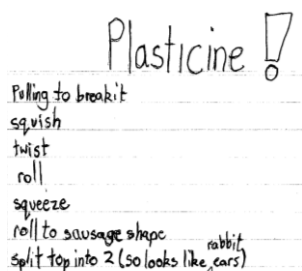 Plasticine!
Pulling to break it
squish
twist
roll
squeeze
roll to sausage shape
split top into 2 (so looks like rabbit ears)